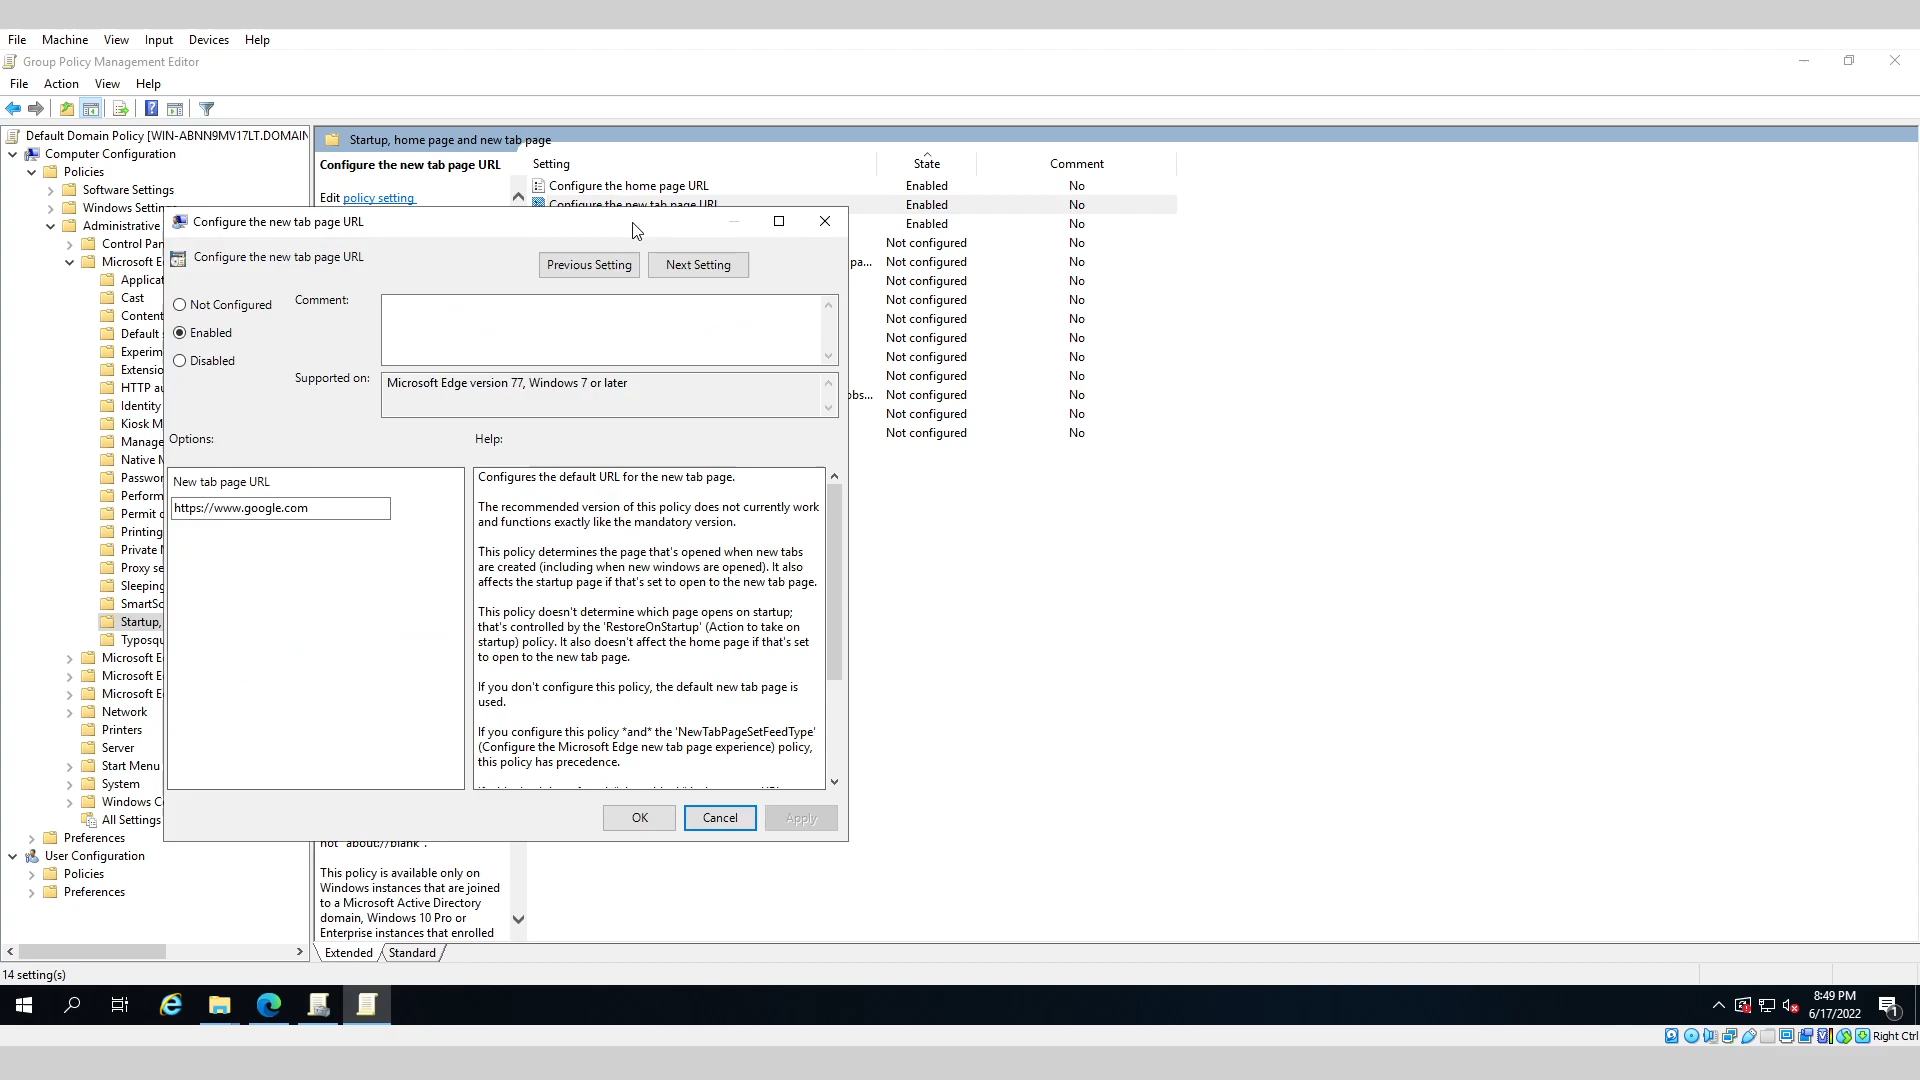 File Machine View Input Devices Help
Group Policy Management Editor
File Action View Help
Default Domain Policy [WIN-ABNN9MV17LT.DOMAIN
Computer Configuration
Policies
Software Settings
Windows Settin
Administrative
Control Par
Microsoft E
Applicat
Cast
Content
Default
Experim
Extensio
HTTP au
Identity
Kiosk M
Manage
Native M
Passwor
Perform
Permit o
Printing
Private
Proxy se
Sleeping
SmartSc
Startup,
Typosqu
Microsoft E
Microsoft E
Microsoft E
Network
Printers
Server
Start Menu
System
Windows C
All Settings
Preferences
User Configuration
Policies
Preferences
Startup, home page and new tab page
Configure the new tab page URL
Edit policy setting
Setting State Comment
Configure the home page URL Enabled No
Configure the new tab page URL Enabled No
Enabled No
Not configured No
pa... Not configured No
Not configured No
Not configured No
Not configured No
Not configured No
Not configured No
Not configured No
obs... Not configured No
Not configured No
Not configured No
Configure the new tab page URL
Configure the new tab page URL
Previous Setting Next Setting
Not Configured
Enabled
Disabled
Comment:
Supported on:
Microsoft Edge version 77, Windows 7 or later
Options:
Help:
New tab page URL
https://www.google.com
Configures the default URL for the new tab page.
The recommended version of this policy does not currently work
and functions exactly like the mandatory version.
This policy determines the page that's opened when new tabs
are created (including when new windows are opened). It also
affects the startup page if that's set to open to the new tab page.
This policy doesn't determine which page opens on startup;
that's controlled by the 'RestoreOnStartup' (Action to take on
startup) policy. It also doesn't affect the home page if that's set
to open to the new tab page.
If you don't configure this policy, the default new tab page is
used.
If you configure this policy *and* the 'NewTabPageSetFeedType'
(Configure the Microsoft Edge new tab page experience) policy,
this policy has precedence.
OK Cancel Apply
not "about://blank".
This policy is available only on
Windows instances that are joined
to a Microsoft Active Directory
domain, Windows 10 Pro or
Enterprise instances that enrolled
Extended Standard
14 setting(s)
8:49 PM
6/17/2022
1
Right Ctrl